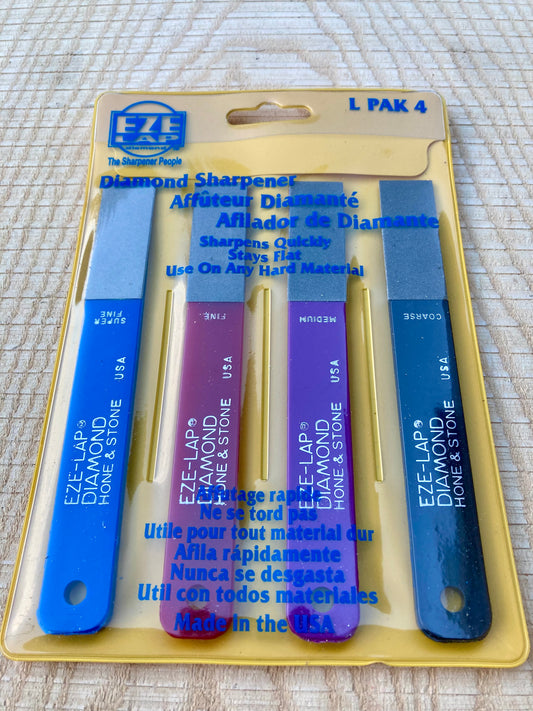 EZE
LAP
diamond
The Sharpener People
L PAK 4
Diamond Sharpener
Affûteur Diamanté
Afilador de Diamante
Sharpens Quickly
Stays Flat
Use On Any Hard Material
SUPER
FINE
USA
EZE-LAP®
DIAMOND
HONE & STONE
FINE
USA
EZE-LAP®
DIAMOND
HONE & STONE
MEDIUM
USA
EZE-LAP®
DIAMOND
HONE & STONE
COARSE
USA
EZE-LAP®
DIAMOND
HONE & STONE
Affutage rapide
Ne se tord pas
Utile pour tout material dur
Afila rápidamente
Nunca se desgasta
Util con todos materiales
Made in the USA